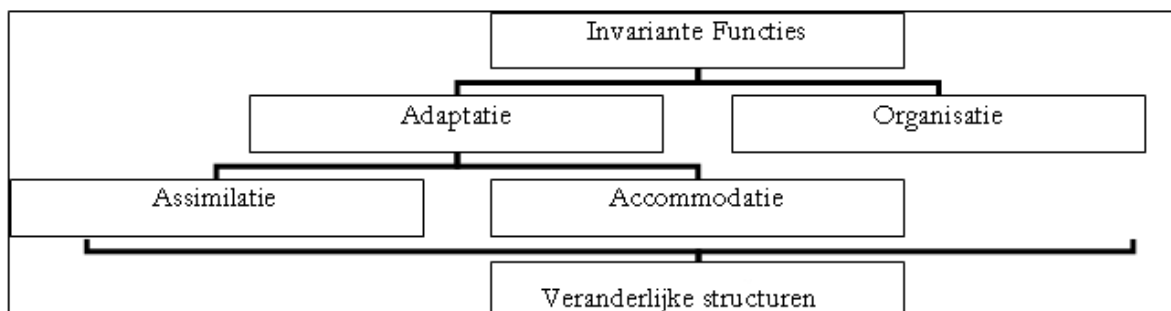 Invariante Functies
Adaptatie
Organisatie
Assimilatie
Accommodatie
Veranderlijke structuren